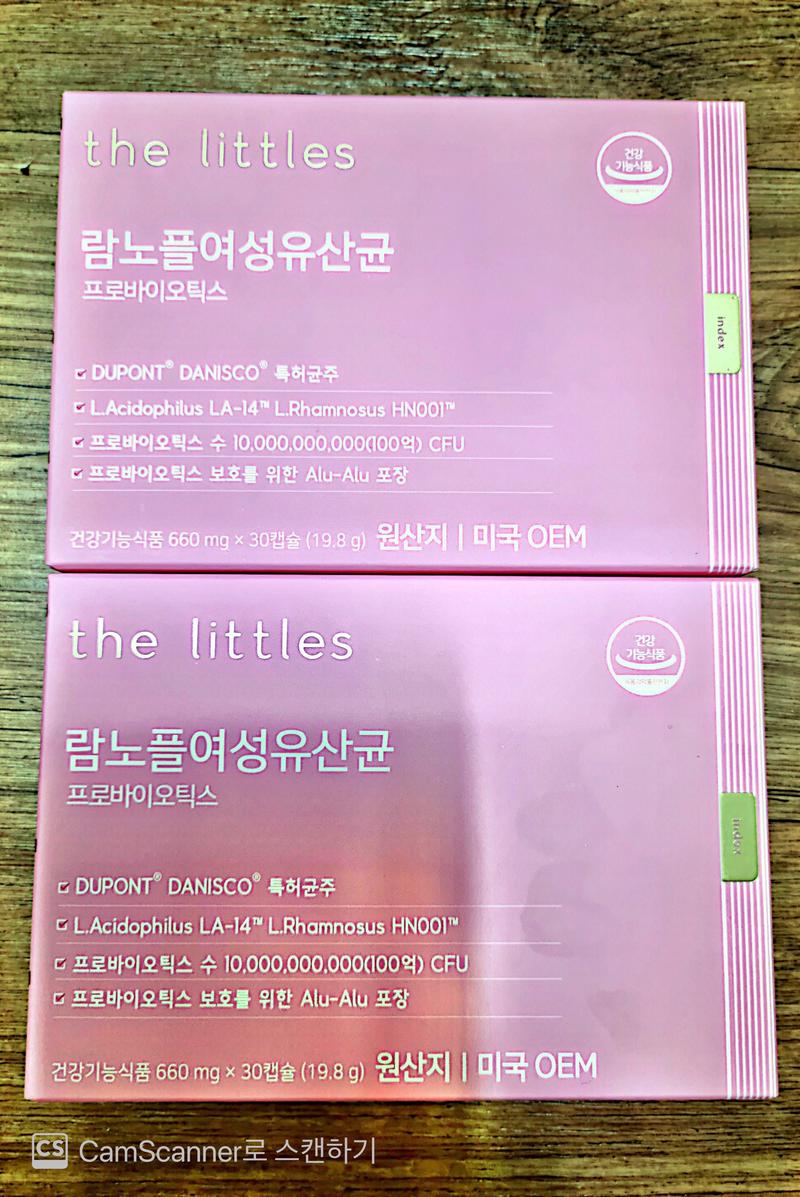 the littles
건강
기능식품
람노플여성유산균
프로바이오틱스
index
DUPONT® DANISCO® 특허균주
L.Acidophilus LA-14™ L.Rhamnosus HN001™
프로바이오틱스 수 10,000,000,000(100억) CFU
프로바이오틱스 보호를 위한 Alu-Alu 포장
건강기능식품 660 mg × 30캡슐 (19.8 g) 원산지 | 미국 OEM
the littles
건강
기능식품
람노플여성유산균
프로바이오틱스
index
DUPONT® DANISCO® 특허균주
L.Acidophilus LA-14™ L.Rhamnosus HN001™
프로바이오틱스 수 10,000,000,000(100억) CFU
프로바이오틱스 보호를 위한 Alu-Alu 포장
건강기능식품 660 mg × 30캡슐 (19.8 g) 원산지 | 미국 OEM
CS CamScanner로 스캔하기